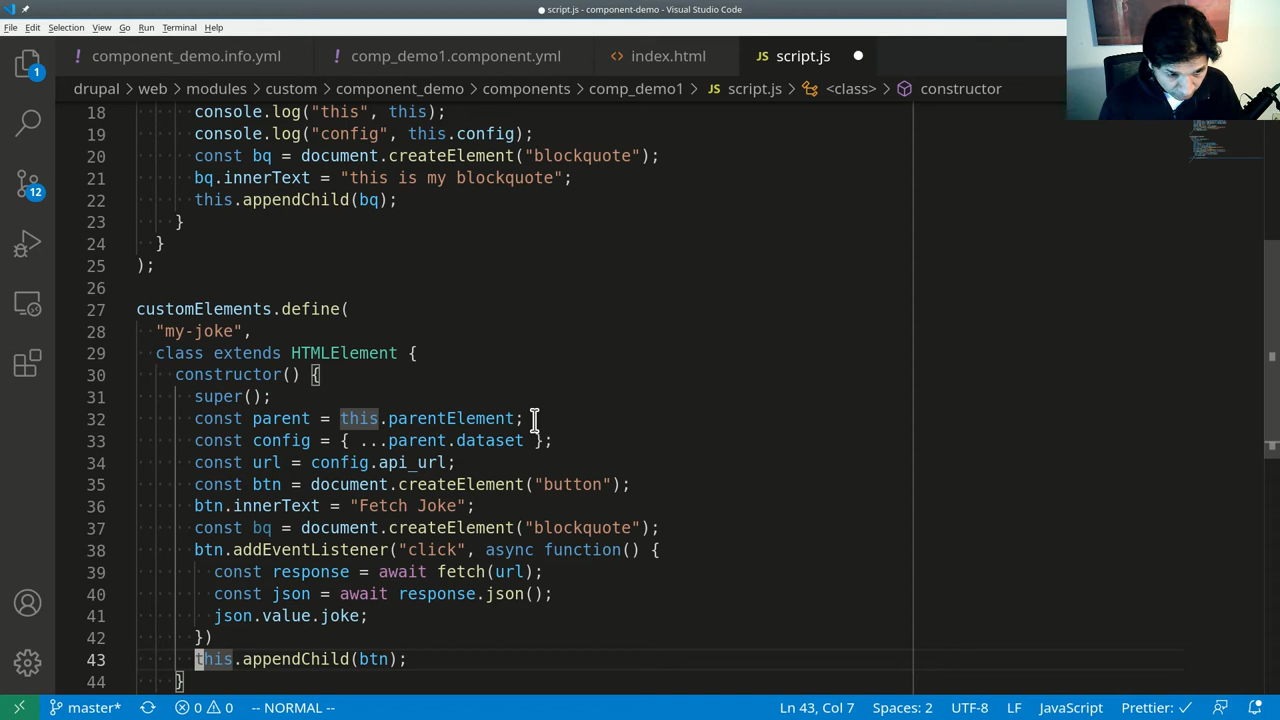 script.js - component-demo - Visual Studio Code
File Edit Selection View Go Run Terminal
component_demo.info.yml comp_demo1.component.yml index.html JS script.js
drupal web modules custom component_demo components comp_demo1 JS script.js <class> constructor
1
12
18 console.log("this", this);
19 console.log("config", this.config);
20 const bq = document.createElement("blockquote");
21 bq.innerText = "this is my blockquote";
22 this.appendChild(bq);
23 }
24 }
25 );
26
27 customElements.define(
28 "my-joke",
29 class extends HTMLElement {
30 constructor() {
31 super();
32 const parent = this.parentElement;
33 const config = { ...parent.dataset };
34 const url = config.api_url;
35 const btn = document.createElement("button");
36 btn.innerText = "Fetch Joke";
37 const bq = document.createElement("blockquote");
38 btn.addEventListener("click", async function() {
39 const response = await fetch(url);
40 const json = await response.json();
41 json.value.joke;
42 })
43 this.appendChild(btn);
44 }
master* 0 0 -- NORMAL -- Ln 43, Col 7 Spaces: 2 UTF-8 LF JavaScript Prettier: